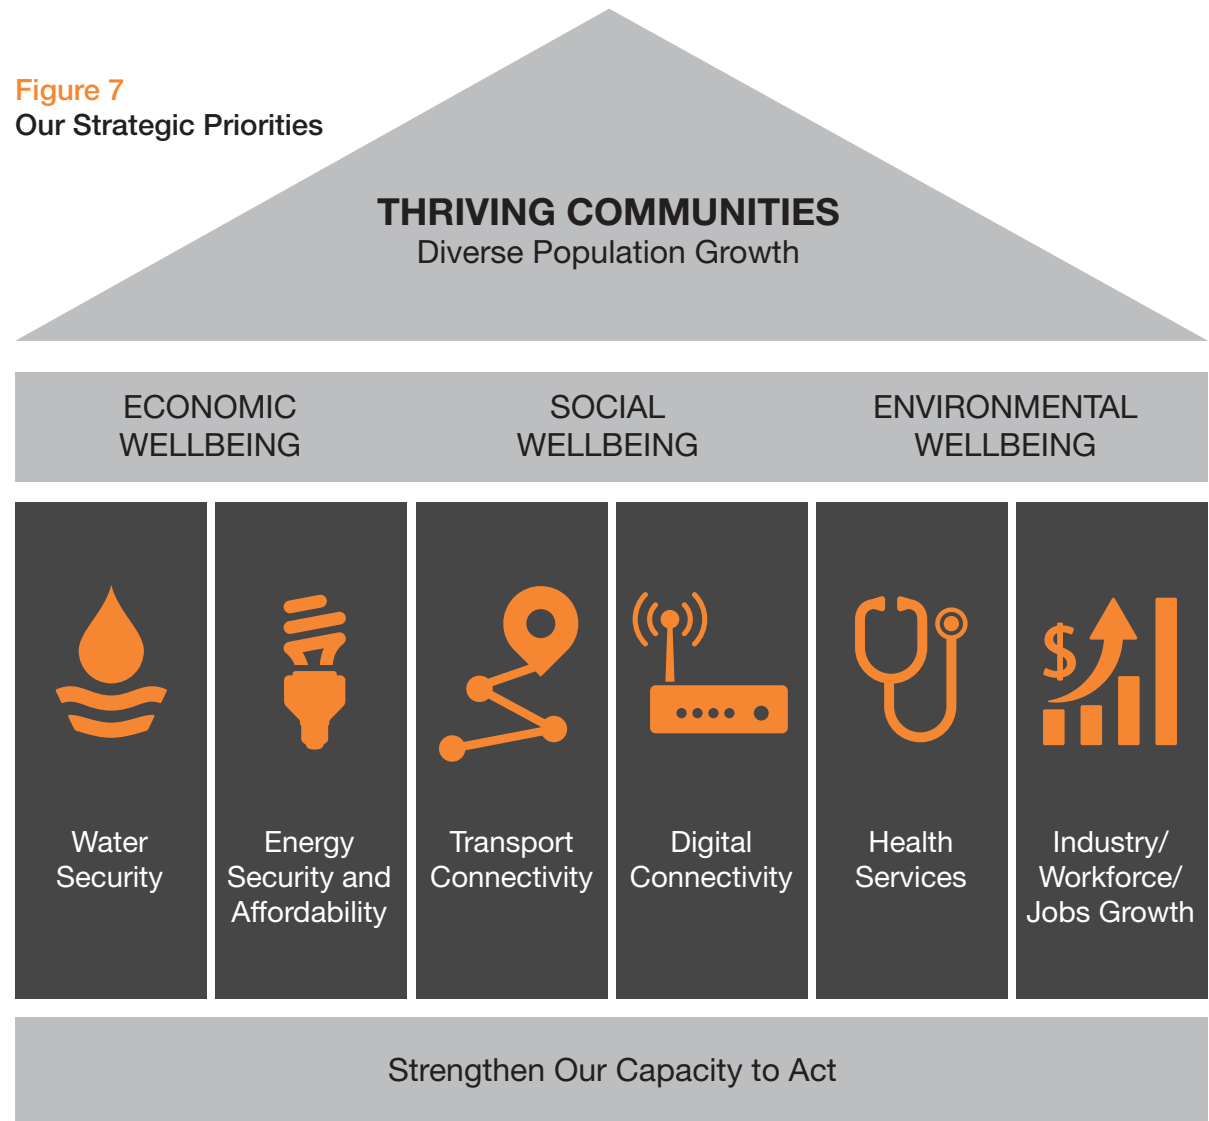 Figure 7
Our Strategic Priorities
THRIVING COMMUNITIES
Diverse Population Growth
ECONOMIC
WELLBEING
SOCIAL
WELLBEING
ENVIRONMENTAL
WELLBEING
Water
Security
Energy
Security and
Affordability
Transport
Connectivity
Digital
Connectivity
Health
Services
$
Industry/
Workforce/
Jobs Growth
Strengthen Our Capacity to Act